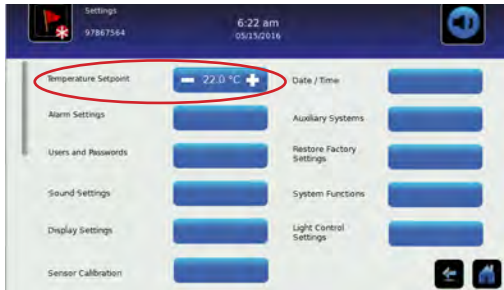 Settings
97867564
6:22 am
05/15/2016
Temperature Setpoint
22.0 °C
Alarm Settings
Users and Passwords
Sound Settings
Display Settings
Sensor Calibration
Date / Time
Auxiliary Systems
Restore Factory
Settings
System Functions
Light Control
Settings